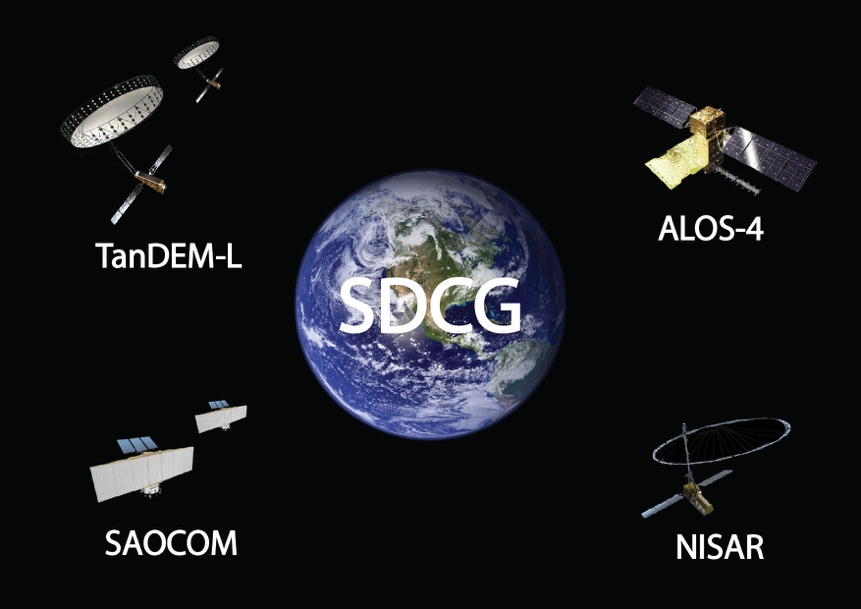 TanDEM-L
ALOS-4
SDCG
SAOCOM
NISAR